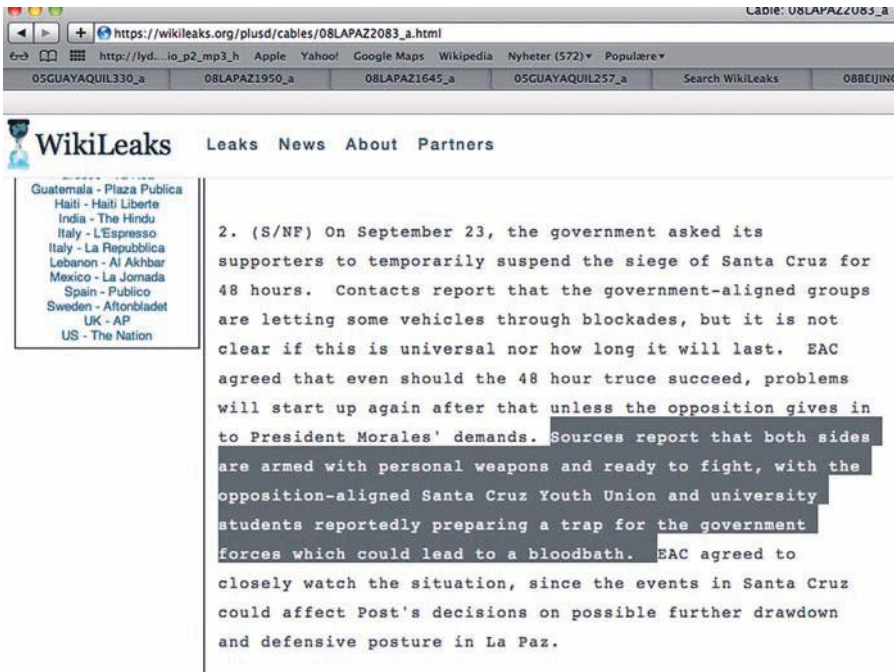 Cable: 08LAPAZ2083_a
https://wikileaks.org/plusd/cables/08LAPAZ2083_a.html
http://lyd....io_p2_mp3_h Apple Yahoo! Google Maps Wikipedia Nyheter (572)▾ Populære▾
05GUAYAQUIL330_a 08LAPAZ1950_a 08LAPAZ1645_a 05GUAYAQUIL257_a Search WikiLeaks 08BEIJING
WikiLeaks Leaks News About Partners
Guatemala - Plaza Publica
Haiti - Haiti Liberte
India - The Hindu
Italy - L'Espresso
Italy - La Repubblica
Lebanon - Al Akhbar
Mexico - La Jornada
Spain - Publico
Sweden - Aftonbladet
UK - AP
US - The Nation
2. (S/NF) On September 23, the government asked its
supporters to temporarily suspend the siege of Santa Cruz for
48 hours. Contacts report that the government-aligned groups
are letting some vehicles through blockades, but it is not
clear if this is universal nor how long it will last. EAC
agreed that even should the 48 hour truce succeed, problems
will start up again after that unless the opposition gives in
to President Morales' demands. Sources report that both sides
are armed with personal weapons and ready to fight, with the
opposition-aligned Santa Cruz Youth Union and university
students reportedly preparing a trap for the government
forces which could lead to a bloodbath. EAC agreed to
closely watch the situation, since the events in Santa Cruz
could affect Post's decisions on possible further drawdown
and defensive posture in La Paz.